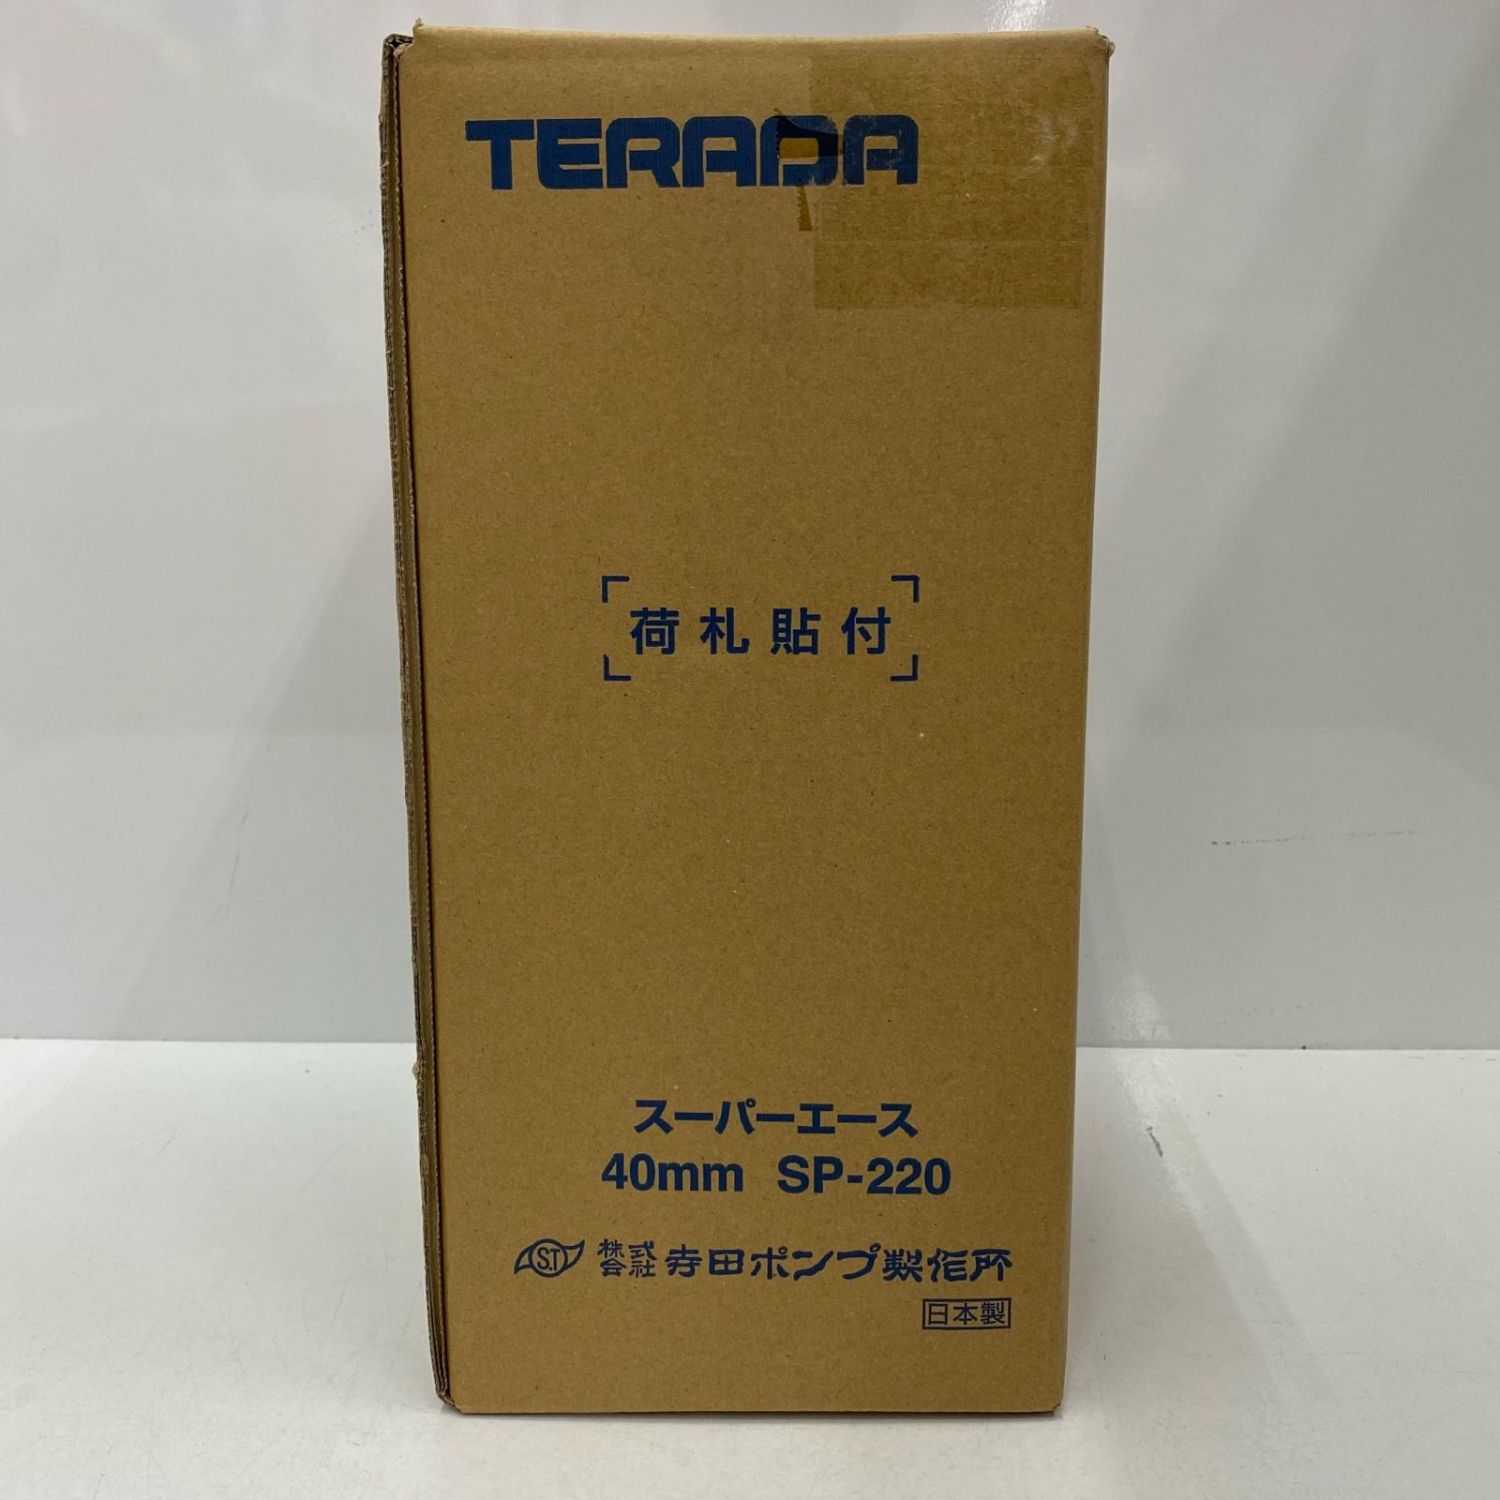 TERADA
荷札貼付
スーパーエース
40mm SP-220
S.T 株式会社 寺田ポンプ製作所
日本製